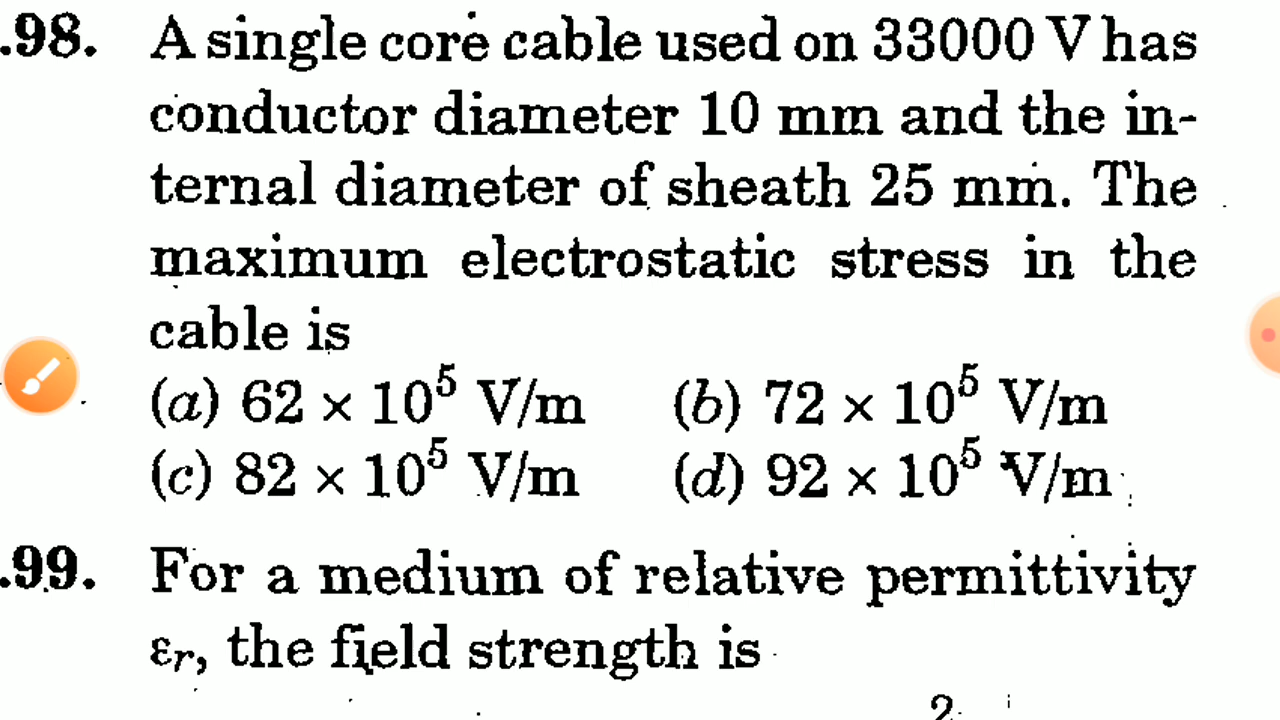 .98. A single core cable used on 33000 V has
conductor diameter 10 mm and the in-
ternal diameter of sheath 25 mm. The
maximum electrostatic stress in the
cable is
(a) 62 × 10⁵ V/m (b) 72 × 10⁵ V/m
(c) 82 × 10⁵ V/m (d) 92 × 10⁵ V/m
.99. For a medium of relative permittivity
εr, the field strength is
2